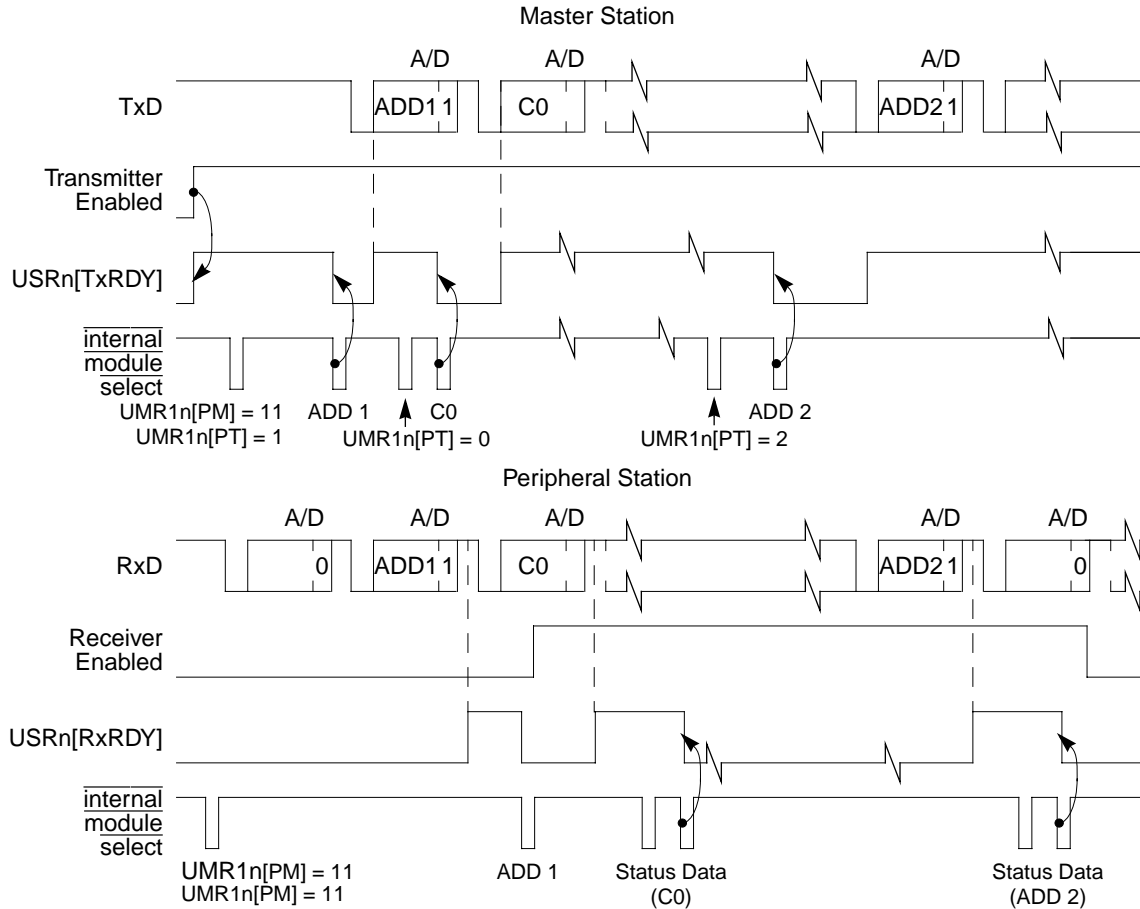 Master Station
A/D A/D A/D
TxD ADD1 1 C0 ADD2 1
Transmitter
Enabled
USRn[TxRDY]
internal
module
select
UMR1n[PM] = 11 ADD 1 C0 ADD 2
UMR1n[PT] = 1 UMR1n[PT] = 0 UMR1n[PT] = 2
Peripheral Station
A/D A/D A/D A/D A/D
RxD 0 ADD1 1 C0 ADD2 1 0
Receiver
Enabled
USRn[RxRDY]
internal
module
select
UMR1n[PM] = 11 ADD 1 Status Data Status Data
UMR1n[PM] = 11 (C0) (ADD 2)